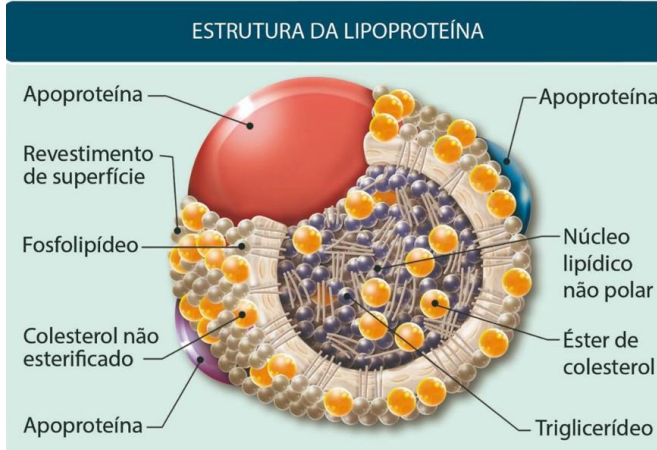 ESTRUTURA DA LIPOPROTEÍNA
Apoproteína
Revestimento
de superfície
Fosfolipídeo
Colesterol não
esterificado
Apoproteína
Apoproteína
Núcleo
lipídico
não polar
Éster de
colesterol
Triglicerídeo